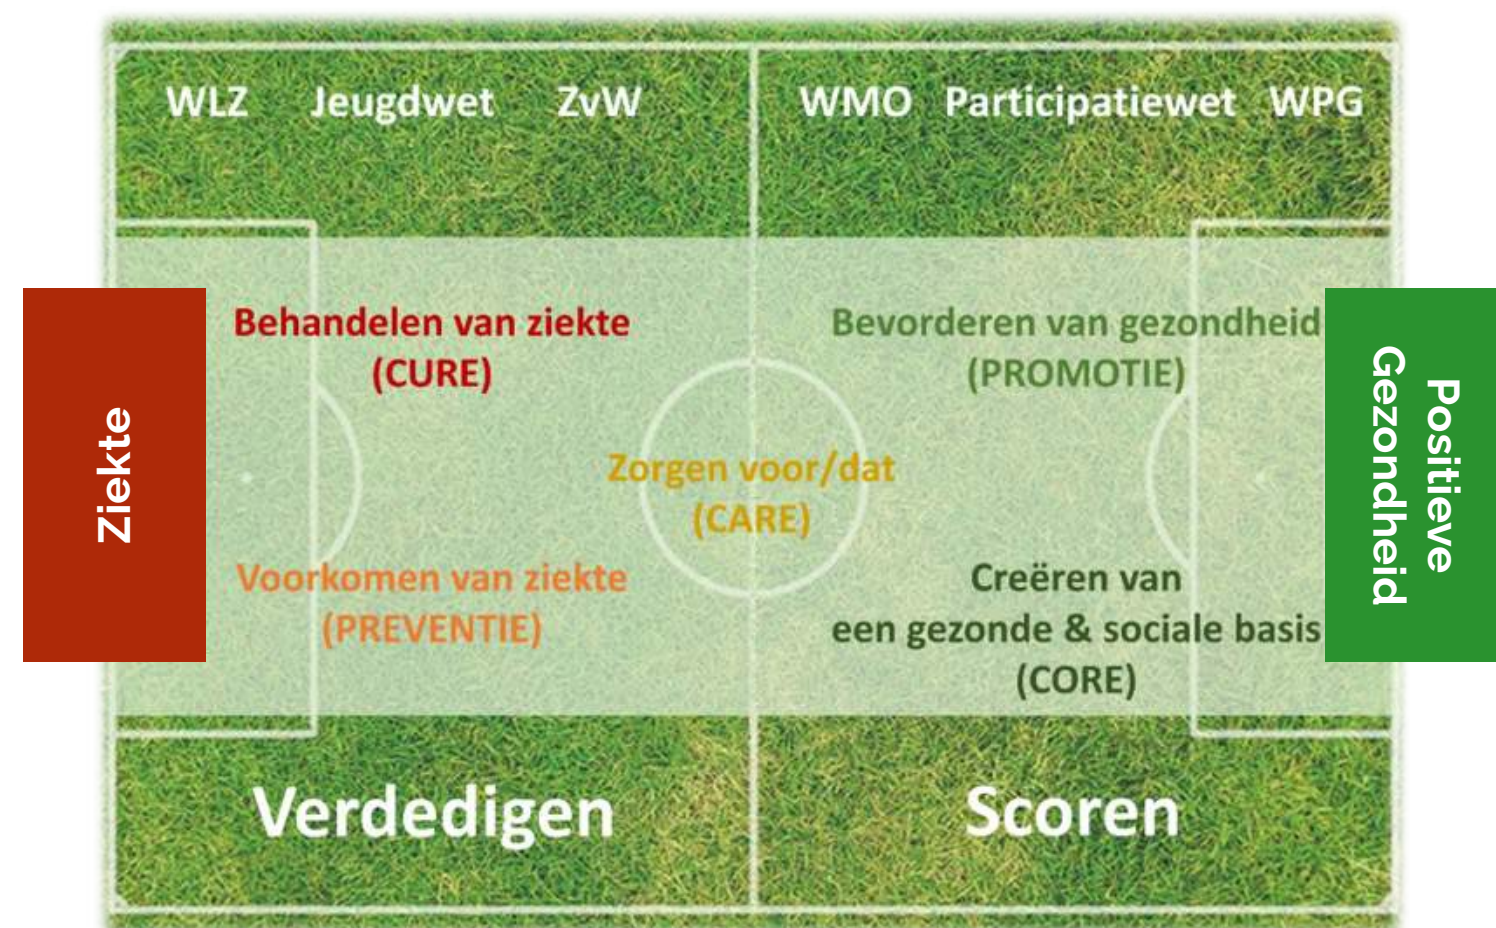 WLZ Jeugdwet ZvW WMO Participatiewet WPG
Behandelen van ziekte
(CURE)
Bevorderen van gezondheid
(PROMOTIE)
Ziekte
Zorgen voor/dat
(CARE)
Positieve
Gezondheid
Voorkomen van ziekte
(PREVENTIE)
Creëren van
een gezonde & sociale basis
(CORE)
Verdedigen
Scoren